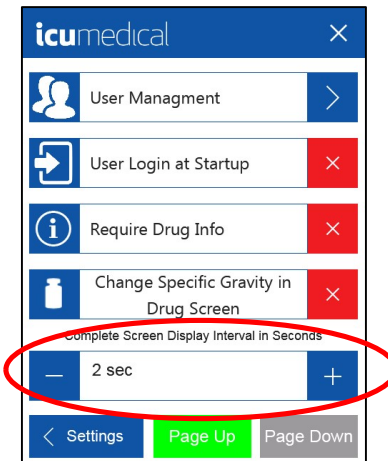 icumedical
User Managment
User Login at Startup
Require Drug Info
Change Specific Gravity in
Drug Screen
Complete Screen Display Interval in Seconds
2 sec
Settings Page Up Page Down